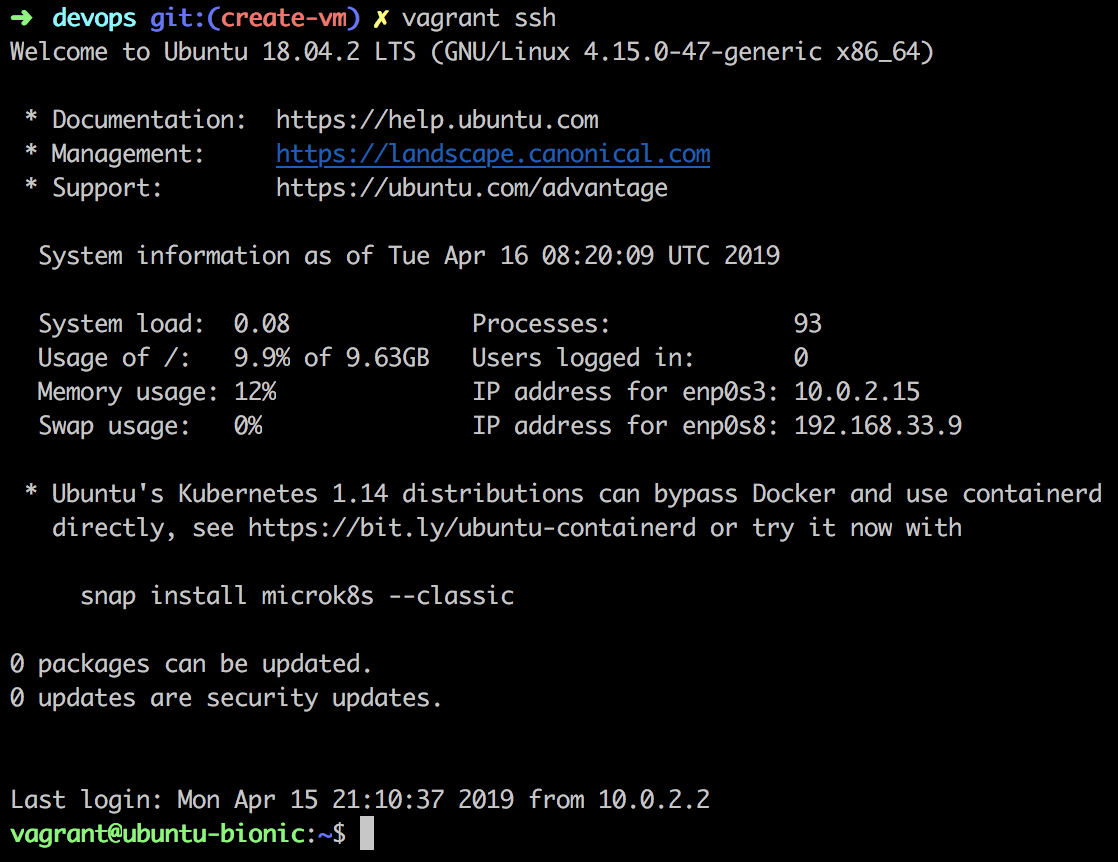 ➜  devops git:(create-vm) ✗ vagrant ssh
Welcome to Ubuntu 18.04.2 LTS (GNU/Linux 4.15.0-47-generic x86_64)

 * Documentation:  https://help.ubuntu.com
 * Management:     https://landscape.canonical.com
 * Support:        https://ubuntu.com/advantage

  System information as of Tue Apr 16 08:20:09 UTC 2019

  System load:  0.08             Processes:             93
  Usage of /:   9.9% of 9.63GB   Users logged in:       0
  Memory usage: 12%              IP address for enp0s3: 10.0.2.15
  Swap usage:   0%               IP address for enp0s8: 192.168.33.9

 * Ubuntu's Kubernetes 1.14 distributions can bypass Docker and use containerd
   directly, see https://bit.ly/ubuntu-containerd or try it now with

     snap install microk8s --classic

0 packages can be updated.
0 updates are security updates.


Last login: Mon Apr 15 21:10:37 2019 from 10.0.2.2
vagrant@ubuntu-bionic:~$